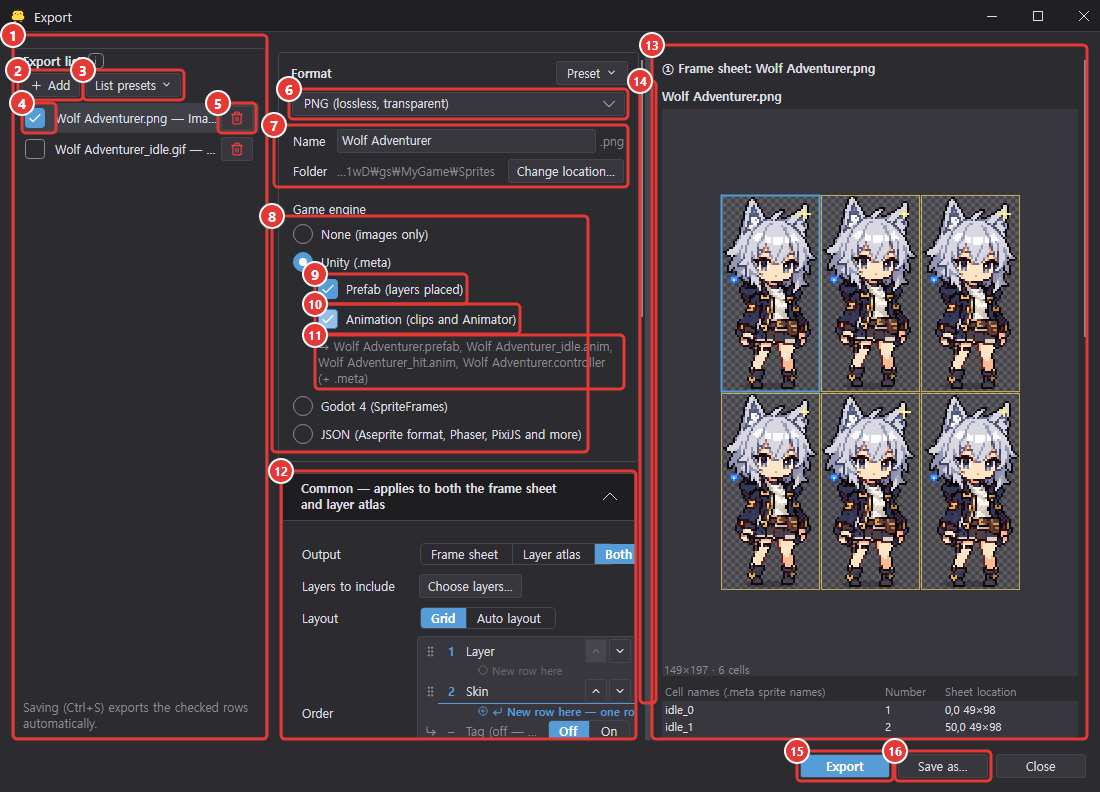 Export
1
Export li
2
3
+ Add
List presets
4
5
Wolf Adventurer.png — Ima...
Wolf Adventurer_idle.gif — ...
Saving (Ctrl+S) exports the checked rows
automatically.
Format
Preset
6
PNG (lossless, transparent)
7
Name
Wolf Adventurer
.png
Folder
...1wD₩gs₩MyGame₩Sprites
Change location...
8
Game engine
None (images only)
Unity (.meta)
9
Prefab (layers placed)
10
Animation (clips and Animator)
11
→ Wolf Adventurer.prefab, Wolf Adventurer_idle.anim,
Wolf Adventurer_hit.anim, Wolf Adventurer.controller
(+ .meta)
Godot 4 (SpriteFrames)
JSON (Aseprite format, Phaser, PixiJS and more)
12
Common — applies to both the frame sheet
and layer atlas
Output
Frame sheet
Layer atlas
Both
Layers to include
Choose layers...
Layout
Grid
Auto layout
Order
1 Layer
New row here
2 Skin
↵ New row here — one ro
Tag (off — ...
Off
On
13
14
① Frame sheet: Wolf Adventurer.png
Wolf Adventurer.png
149×197 · 6 cells
Cell names (.meta sprite names)
Number
Sheet location
idle_0
1
0,0 49×98
idle_1
2
50,0 49×98
15
Export
16
Save as...
Close